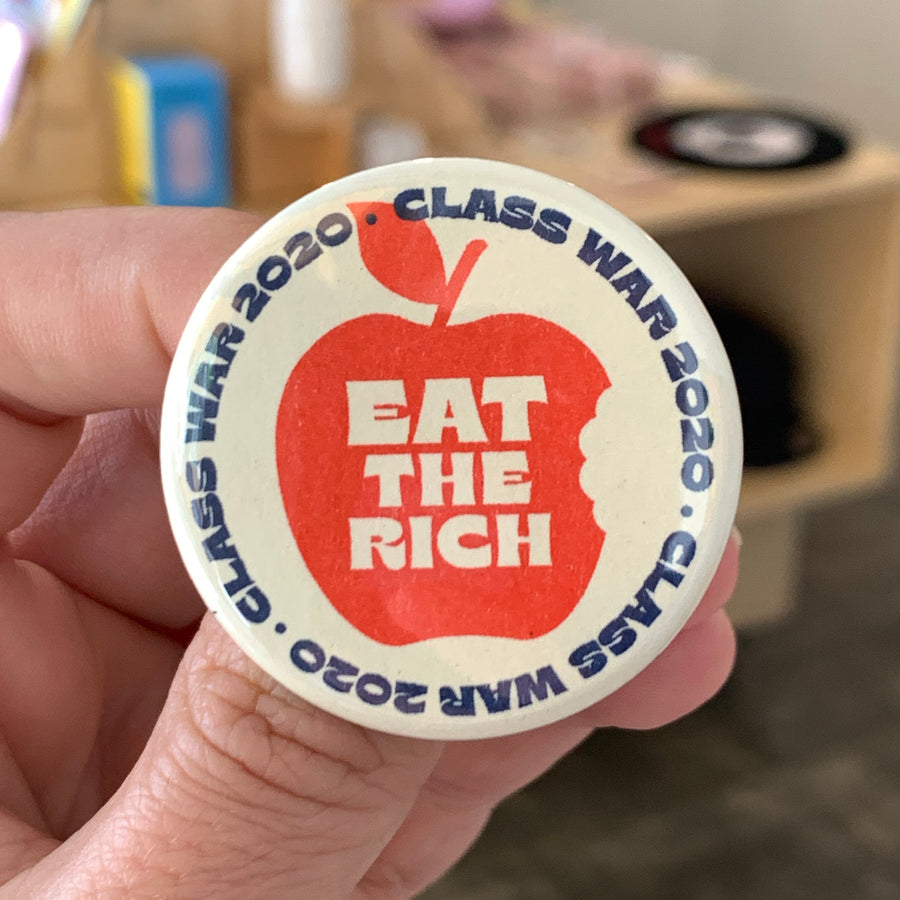 EAT
THE
RICH
CLASS WAR 2020 · CLASS WAR 2020 · CLASS WAR 2020 ·